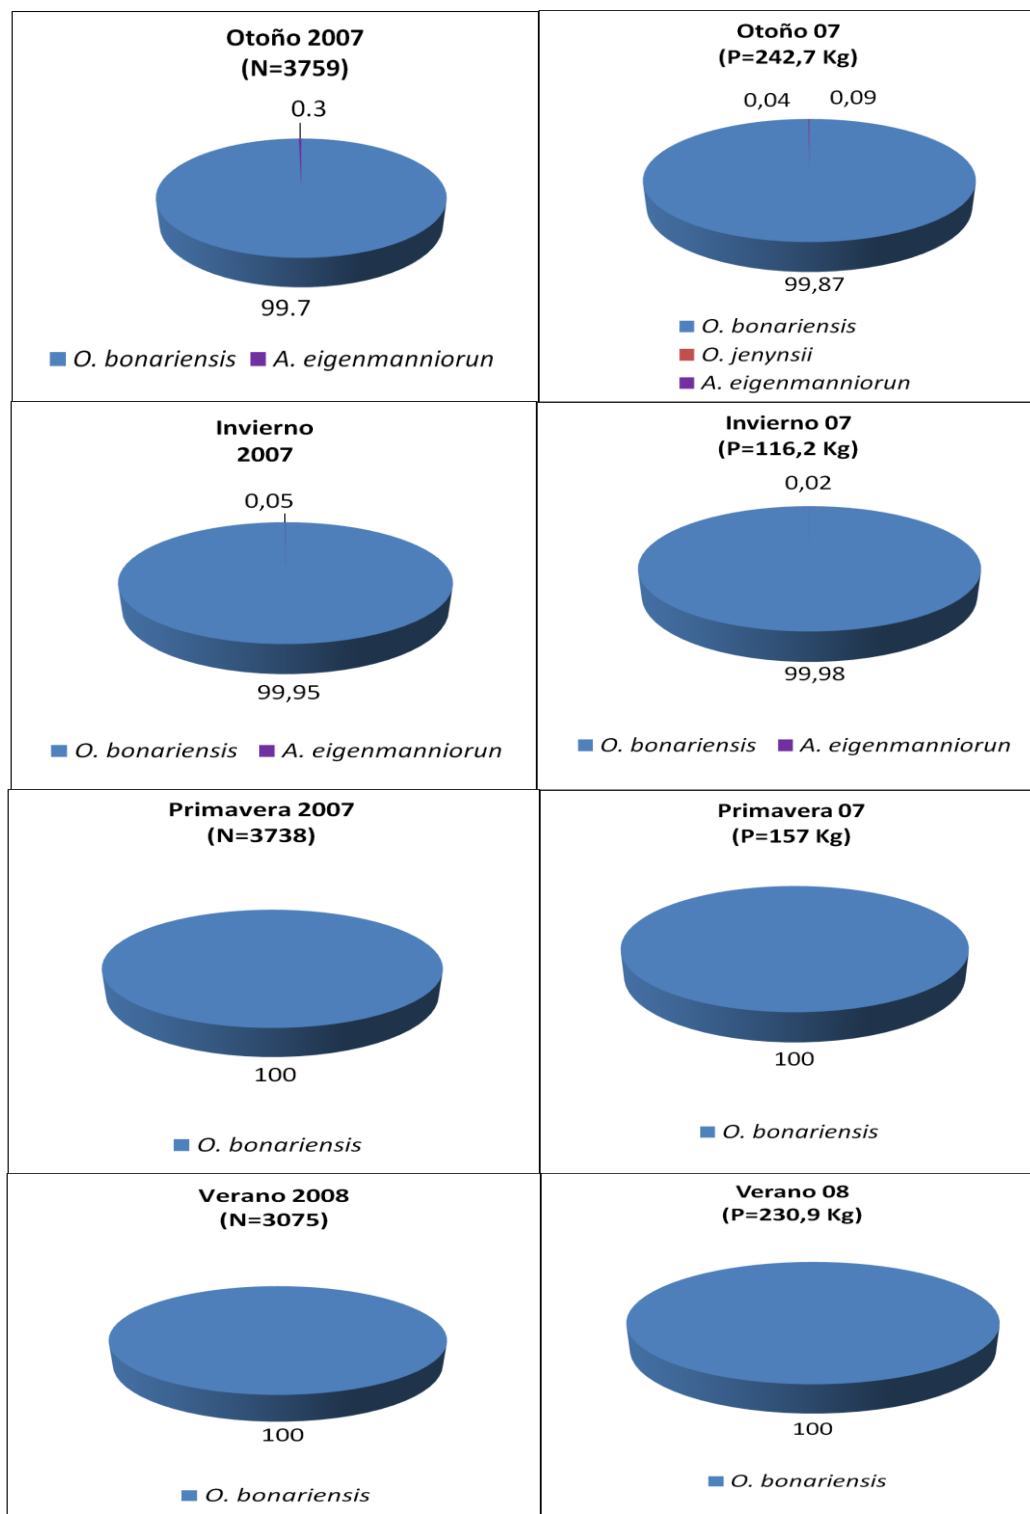 Otoño 2007
(N=3759)
0.3
99.7
O. bonariensis A. eigenmanniorun
Otoño 07
(P=242,7 Kg)
0,04 0,09
99,87
O. bonariensis
O. jenynsii
A. eigenmanniorun
Invierno
2007
0,05
99,95
O. bonariensis A. eigenmanniorun
Invierno 07
(P=116,2 Kg)
0,02
99,98
O. bonariensis A. eigenmanniorun
Primavera 2007
(N=3738)
100
O. bonariensis
Primavera 07
(P=157 Kg)
100
O. bonariensis
Verano 2008
(N=3075)
100
O. bonariensis
Verano 08
(P=230,9 Kg)
100
O. bonariensis